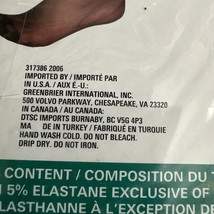 317386 2006
IMPORTED BY / IMPORTÉ PAR
IN U.S.A. / AUX É.-U.:
GREENBRIER INTERNATIONAL, INC.
500 VOLVO PARKWAY, CHESAPEAKE, VA 23320
IN CANADA / AU CANADA:
DTSC IMPORTS BURNABY, BC V5G 4P3
MA DE IN TURKEY / FABRIQUÉ EN TURQUIE
HAND WASH COLD. DO NOT BLEACH.
DRIP DRY. DO NOT IRON.
CONTENT / COMPOSITION DU T
5% ELASTANE EXCLUSIVE OF
LASTHANNE À L'EXCEPTION DE